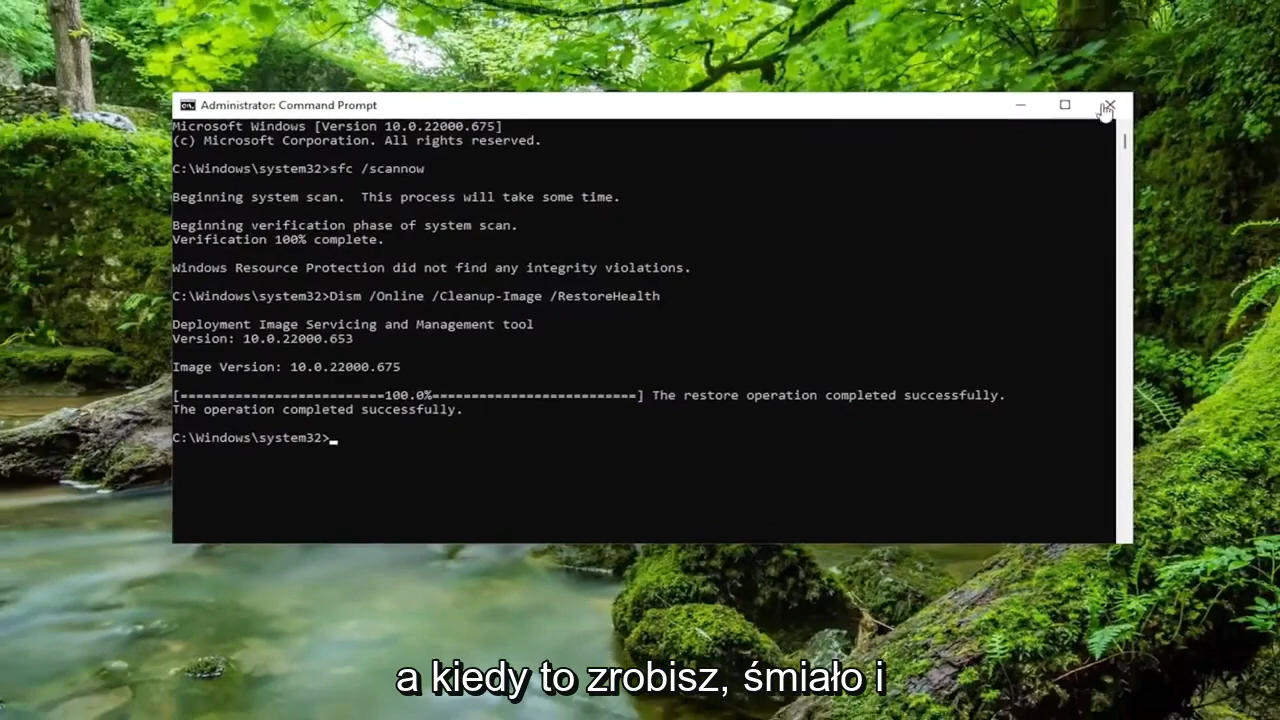 Administrator: Command Prompt
Microsoft Windows [Version 10.0.22000.675]
(c) Microsoft Corporation. All rights reserved.
C:\Windows\system32>sfc /scannow
Beginning system scan.  This process will take some time.
Beginning verification phase of system scan.
Verification 100% complete.
Windows Resource Protection did not find any integrity violations.
C:\Windows\system32>Dism /Online /Cleanup-Image /RestoreHealth
Deployment Image Servicing and Management tool
Version: 10.0.22000.653
Image Version: 10.0.22000.675
[==========================100.0%==========================] The restore operation completed successfully.
The operation completed successfully.
C:\Windows\system32>
a kiedy to zrobisz, śmiało i